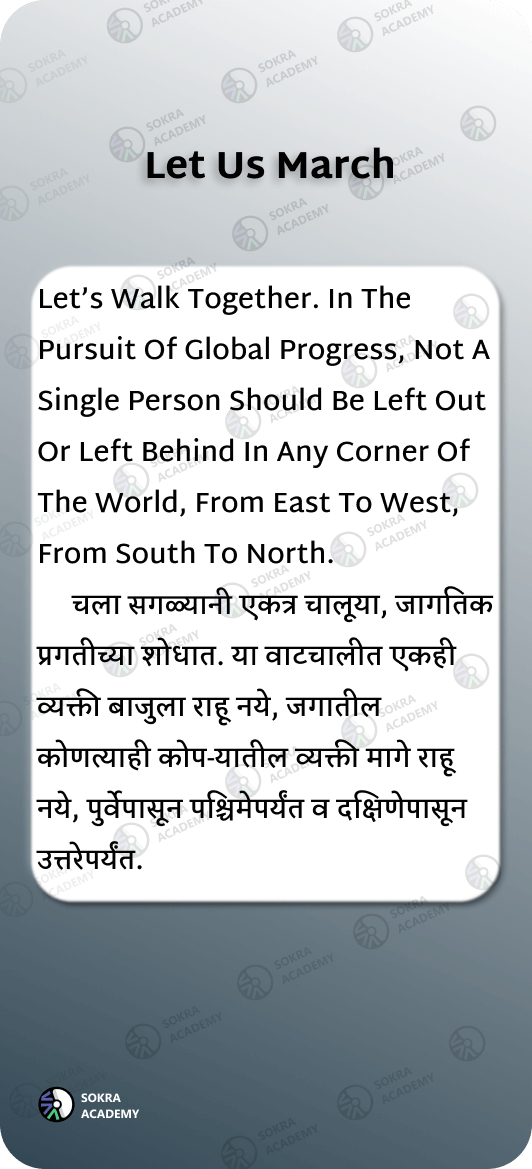 Let Us March
Let’s Walk Together. In The
Pursuit Of Global Progress, Not A
Single Person Should Be Left Out
Or Left Behind In Any Corner Of
The World, From East To West,
From South To North.
चला सगळ्यानी एकत्र चालूया, जागतिक
प्रगतीच्या शोधात. या वाटचालीत एकही
व्यक्ती बाजुला राहू नये, जगातील
कोणत्याही कोप-यातील व्यक्ती मागे राहू
नये, पुर्वेपासून पश्चिमेपर्यंत व दक्षिणेपासून
उत्तरेपर्यंत.
SOKRA
ACADEMY